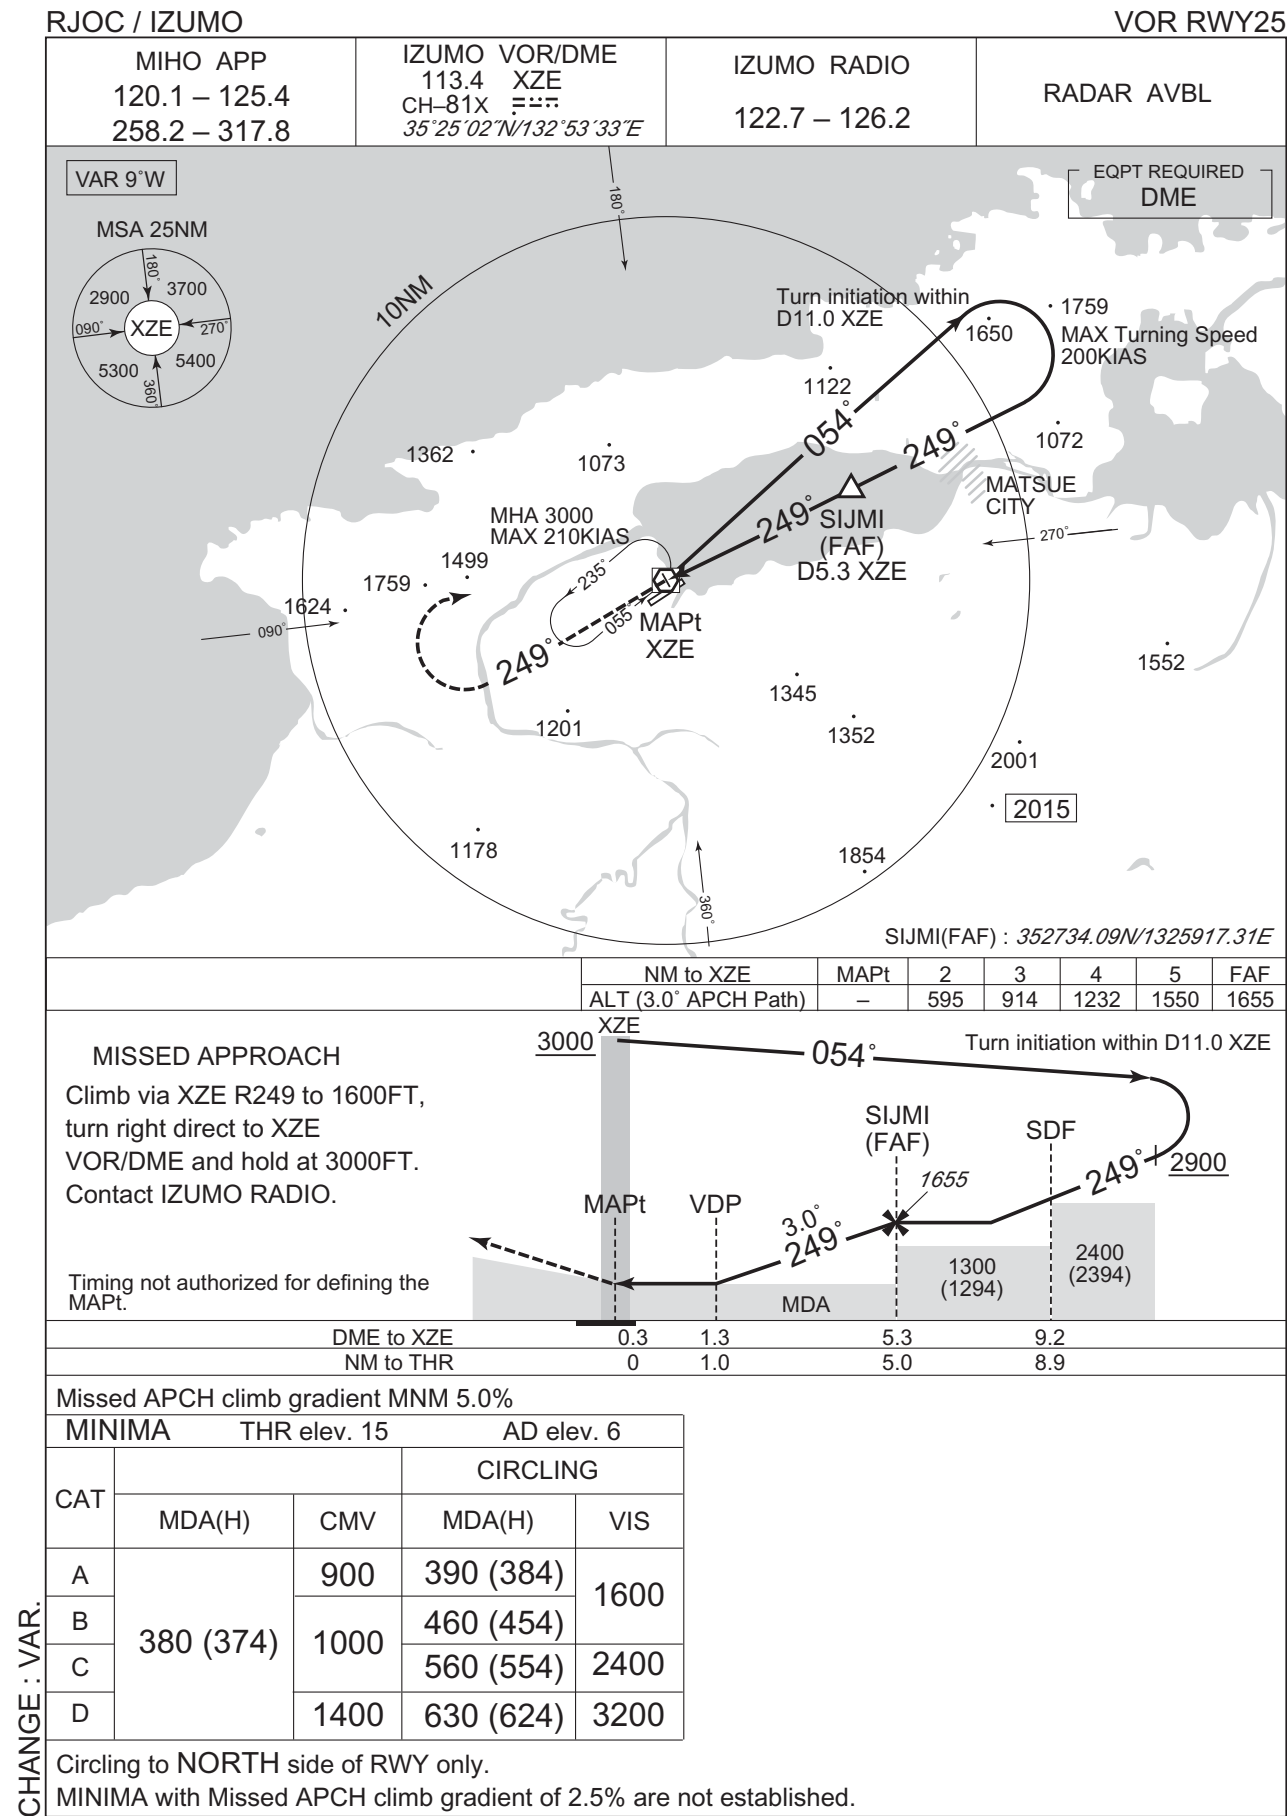 RJOC / IZUMO
VOR RWY25
MIHO APP
120.1 – 125.4
258.2 – 317.8
IZUMO VOR/DME
113.4 XZE
CH–81X
35°25´02˝N/132°53´33˝E
IZUMO RADIO
122.7 – 126.2
RADAR AVBL
VAR 9°W
EQPT REQUIRED
DME
MSA 25NM
180°
2900
3700
090°
XZE
270°
5300
5400
360°
180°
10NM
Turn initiation within
D11.0 XZE
1650
1759
MAX Turning Speed
200KIAS
1122
054°
249°
1072
1362
1073
MATSUE
CITY
MHA 3000
MAX 210KIAS
249°
SIJMI
(FAF)
D5.3 XZE
270°
1499
1759
235°
1624
055°
090°
MAPt
XZE
249°
1552
1345
1201
1352
2001
2015
1178
1854
360°
SIJMI(FAF) : 352734.09N/1325917.31E
NM to XZE MAPt 2 3 4 5 FAF
ALT (3.0° APCH Path) – 595 914 1232 1550 1655
XZE
3000
054°
Turn initiation within D11.0 XZE
MISSED APPROACH
Climb via XZE R249 to 1600FT,
turn right direct to XZE
VOR/DME and hold at 3000FT.
Contact IZUMO RADIO.
SIJMI
(FAF)
SDF
249°
2900
1655
MAPt
VDP
3.0°
249°
1300
(1294)
2400
(2394)
Timing not authorized for defining the
MAPt.
MDA
DME to XZE 0.3 1.3 5.3 9.2
NM to THR 0 1.0 5.0 8.9
Missed APCH climb gradient MNM 5.0%
MINIMA THR elev. 15 AD elev. 6
CAT
CIRCLING
MDA(H) CMV MDA(H) VIS
A 900 390 (384)
1600
B 460 (454)
380 (374) 1000
C 560 (554) 2400
D 1400 630 (624) 3200
Circling to NORTH side of RWY only.
MINIMA with Missed APCH climb gradient of 2.5% are not established.
CHANGE : VAR.